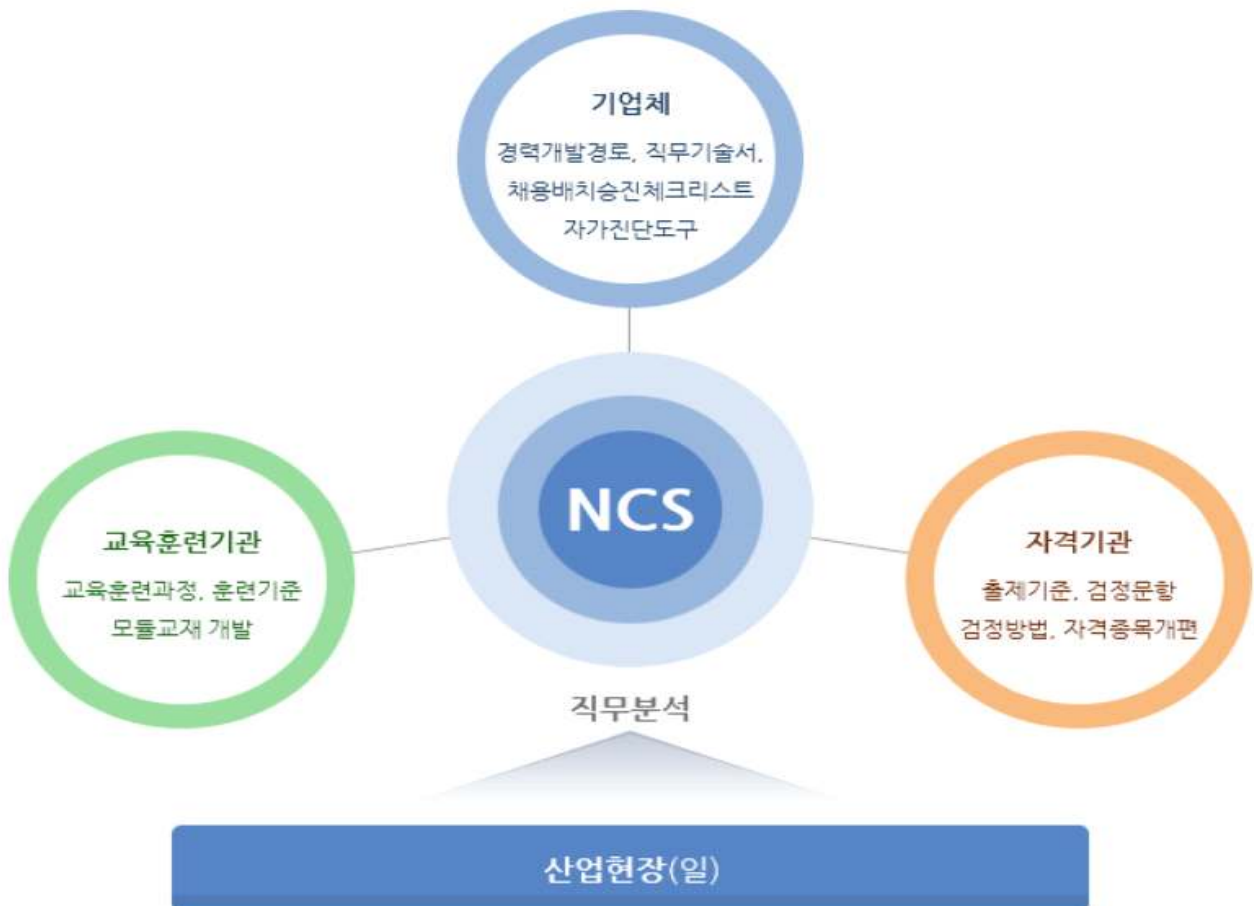 기업체
경력개발경로, 직무기술서,
채용배치승진체크리스트
자가진단도구
NCS
교육훈련기관
교육훈련과정, 훈련기준
모듈교재 개발
자격기관
출제기준, 검정문항
검정방법, 자격종목개편
직무분석
산업현장(일)